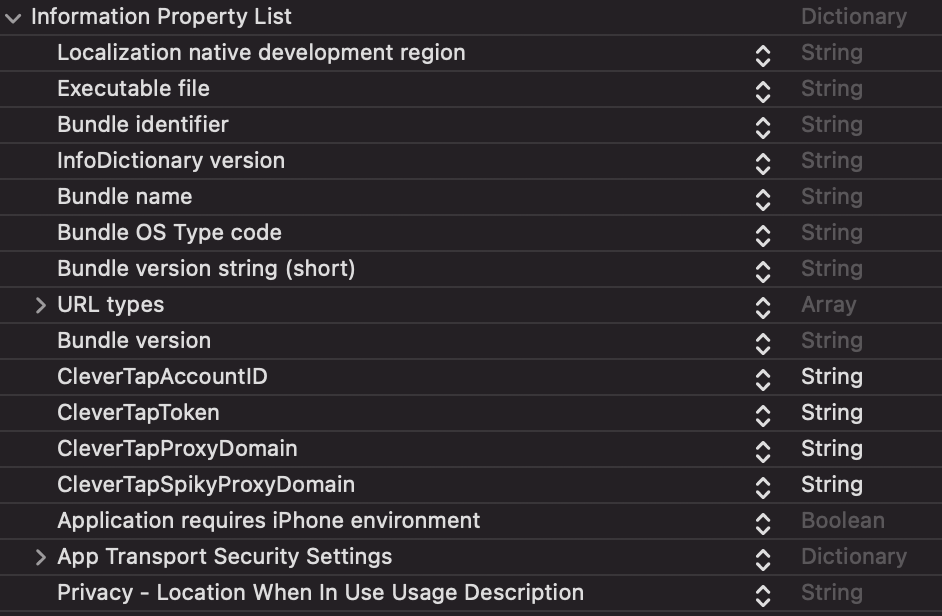 Information Property List Dictionary
Localization native development region String
Executable file String
Bundle identifier String
InfoDictionary version String
Bundle name String
Bundle OS Type code String
Bundle version string (short) String
URL types Array
Bundle version String
CleverTapAccountID String
CleverTapToken String
CleverTapProxyDomain String
CleverTapSpikyProxyDomain String
Application requires iPhone environment Boolean
App Transport Security Settings Dictionary
Privacy - Location When In Use Usage Description String